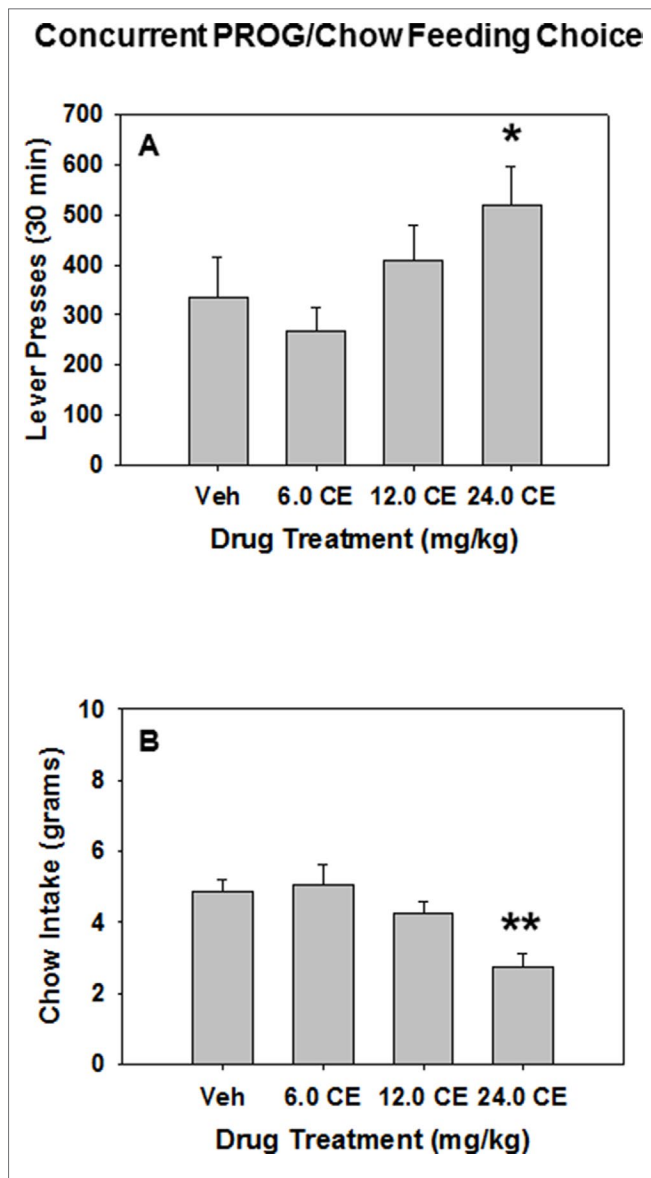 Concurrent PROG/Chow Feeding Choice
A
*
Lever Presses (30 min)
700
600
500
400
300
200
100
0
Veh 6.0 CE 12.0 CE 24.0 CE
Drug Treatment (mg/kg)
B
**
Chow Intake (grams)
10
8
6
4
2
0
Veh 6.0 CE 12.0 CE 24.0 CE
Drug Treatment (mg/kg)